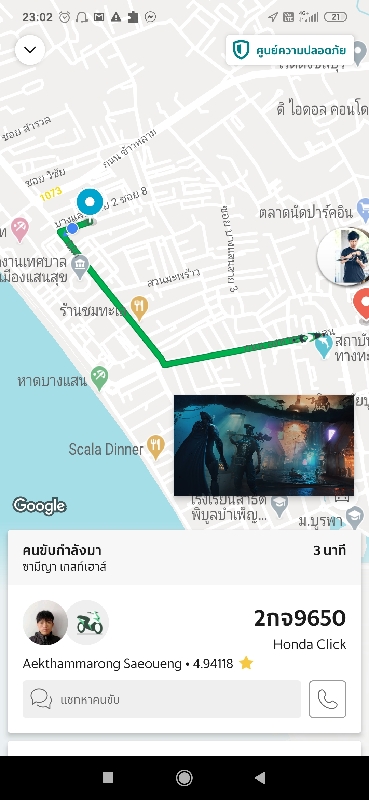 23:02
21
ศูนย์ความปลอดภัย
ดิ ไอดอล คอนโด
ซอย สำราญ
ถนน ข้าวหลาม
ซอย วิชัย
1073
2 ซอย 8
ตลาดนัดปาร์คอิน
ซอย บางแสนสาย 3
งานเทศบาล
เมืองแสนสุข
สวนมะพร้าว
ร้านชมทะเล
สถาบัน
ทางทะ
หาดบางแสน
Scala Dinner
โรงเรียนสาธิต
พิบูลบำเพ็ญ...
ม.บูรพา
Google
คนขับกำลังมา
3 นาที
ซามีญา เกสท์เฮาส์
2กจ9650
Honda Click
Aekthammarong Saeoueng • 4.94118
แชทหาคนขับ